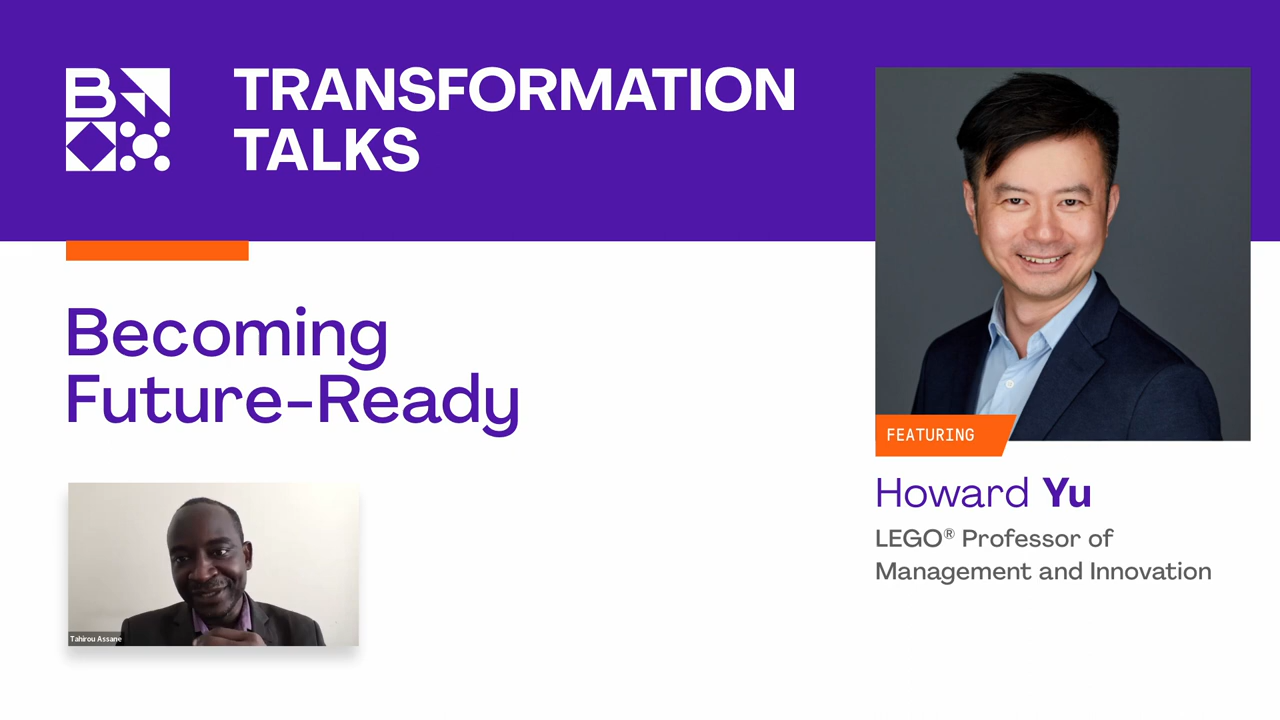 B
TRANSFORMATION
TALKS
Becoming
Future-Ready
Tahirou Assane
FEATURING
Howard Yu
LEGO® Professor of
Management and Innovation